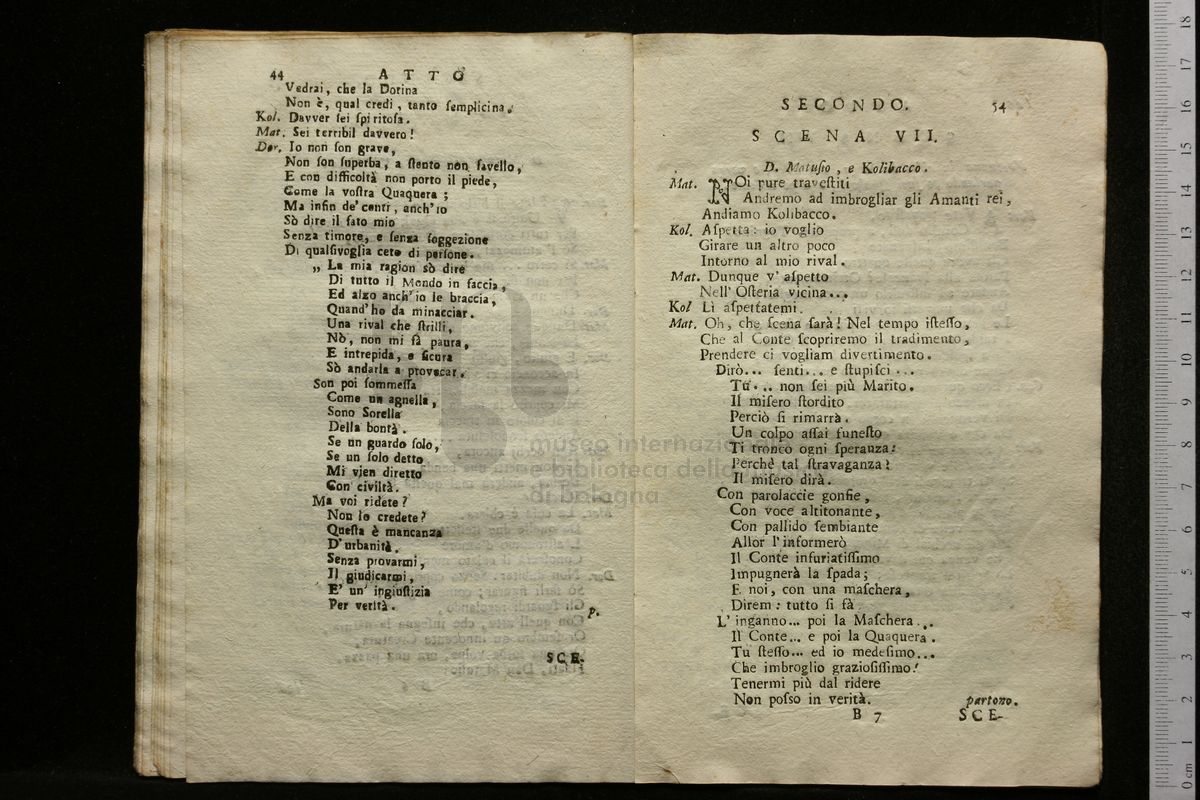 44 ATTO
Vedrai, che la Dorina
Non è, qual credi, tanto ſemplicina.
Kol. Davver ſei ſpiritoſa.
Mat. Sei terribil davvero!
Dor. Io non ſon grave,
Non ſon ſuperba, a ſtento non favello,
E con difficoltà non porto il piede,
Come la voſtra Quaquera;
Ma infin de' conti, anch' io
Sò dire il fato mio
Senza timore, e ſenza ſoggezione
Di qualſivoglia ceto di perſone.
„ La mia ragion sò dire
Di tutto il Mondo in faccia,
Ed alzo anch' io le braccia,
Quand' ho da minacciar.
Una rival che ſtrilli,
Nò, non mi fà paura,
E intrepida, e ſicura
Sò andarla a provocar.
Son poi ſommeſſa
Come un agnella,
Sono Sorella
Della bontà.
Se un guardo ſolo,
Se un ſolo detto
Mi vien diretto
Con civiltà.
Ma voi ridete?
Non lo credete?
Queſta è mancanza
D' urbanità.
Senza provarmi,
Il giudicarmi,
E' un' ingiuſtizia
Per verità.
p.
SCE-
SECONDO. 54
SCENA VII.
D. Matuſio, e Kolibacco.
Mat. NOi pure traveſtiti
Andremo ad imbrogliar gli Amanti rei,
Andiamo Kolibacco.
Kol. Aſpetta: io voglio
Girare un altro poco
Intorno al mio rival.
Mat. Dunque v' aſpetto
Nell' Oſteria vicina...
Kol Lì aſpettatemi.
Mat. Oh, che ſcena ſarà! Nel tempo iſteſſo,
Che al Conte ſcopriremo il tradimento,
Prendere ci vogliam divertimento.
Dirò... ſenti... e ſtupiſci...
Tu... non ſei più Marito.
Il miſero ſtordito
Perciò ſi rimarrà.
Un colpo aſſai funeſto
Ti tronco ogni ſperanza:
Perchè tal ſtravaganza?
Il miſero dirà.
Con parolaccie gonfie,
Con voce altitonante,
Con pallido ſembiante
Allor l' informerò
Il Conte infuriatiſſimo
Impugnerà la ſpada;
E noi, con una maſchera,
Direm: tutto ſi fà
L' inganno... poi la Maſchera...
Il Conte... e poi la Quaquera.
Tu ſteſſo... ed io medeſimo...
Che imbroglio grazioſiſſimo!
Tenermi più dal ridere
Non poſſo in verità. partono.
B 7 SCE-
museo internazionale
e biblioteca della musica
di bologna